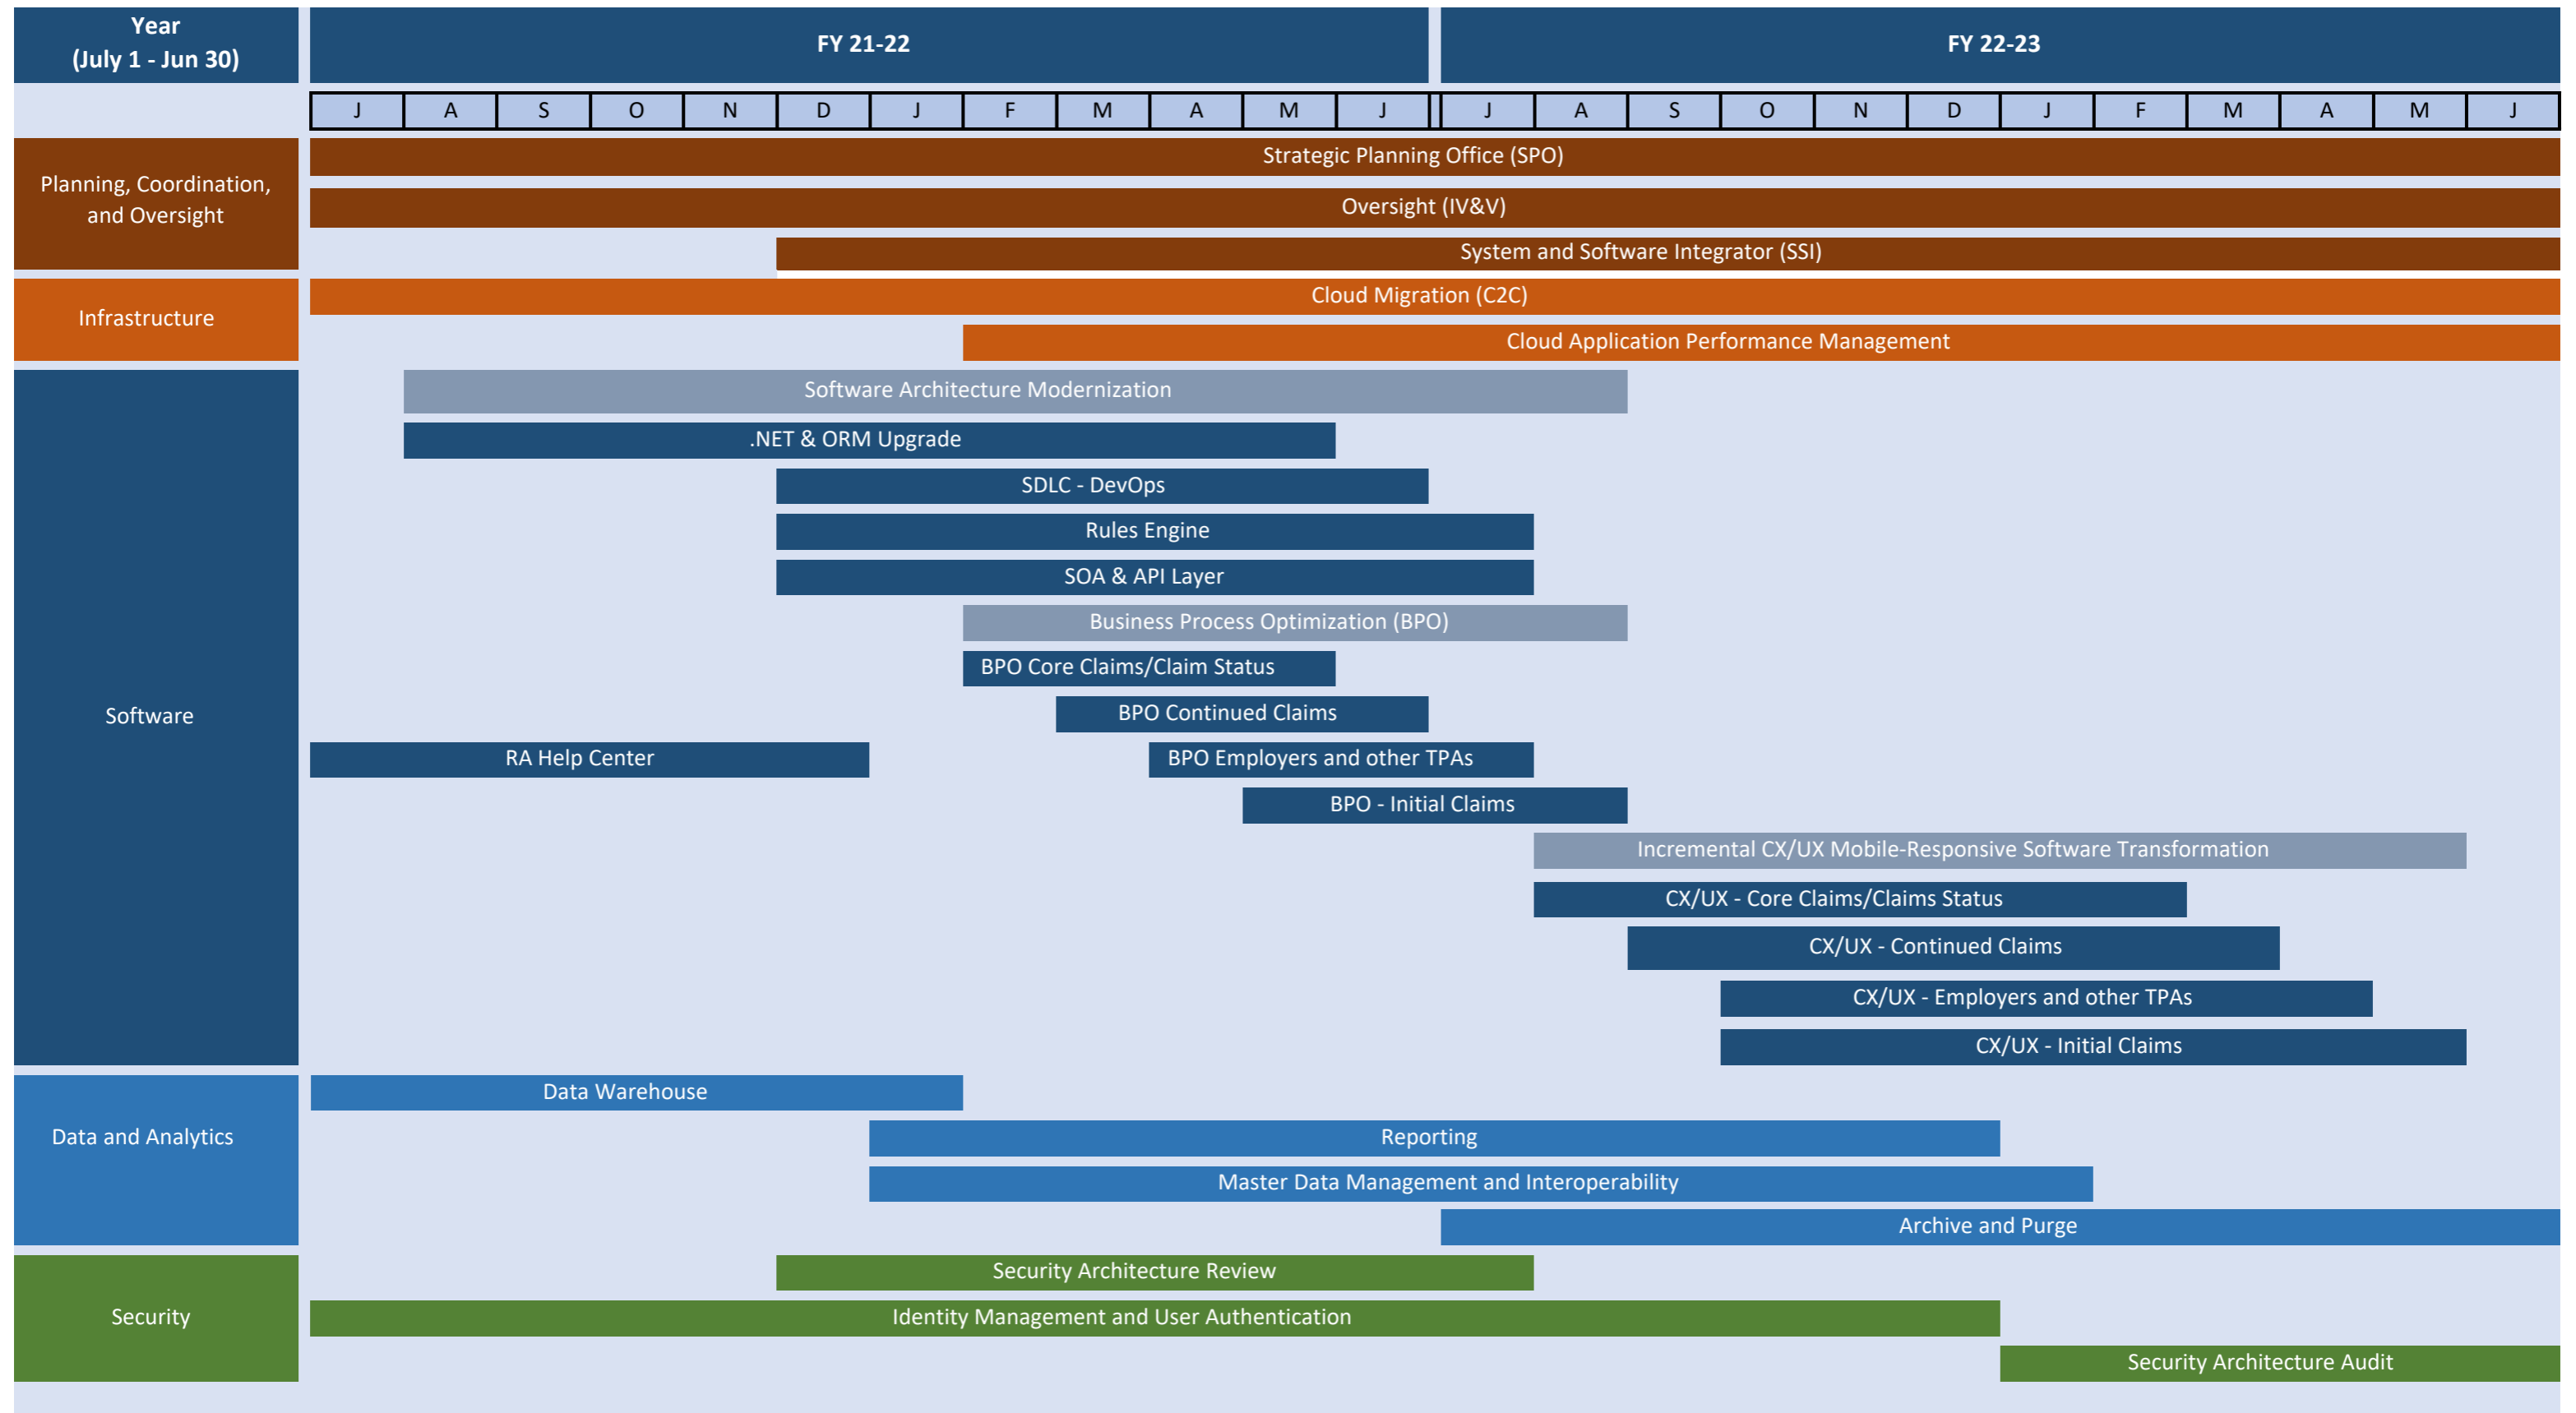 Year
(July 1 - Jun 30)
FY 21-22
FY 22-23
J A S O N D J F M A M J J A S O N D J F M A M J
Planning, Coordination,
and Oversight
Strategic Planning Office (SPO)
Oversight (IV&V)
System and Software Integrator (SSI)
Infrastructure
Cloud Migration (C2C)
Cloud Application Performance Management
Software
Software Architecture Modernization
.NET & ORM Upgrade
SDLC - DevOps
Rules Engine
SOA & API Layer
Business Process Optimization (BPO)
BPO Core Claims/Claim Status
BPO Continued Claims
RA Help Center
BPO Employers and other TPAs
BPO - Initial Claims
Incremental CX/UX Mobile-Responsive Software Transformation
CX/UX - Core Claims/Claims Status
CX/UX - Continued Claims
CX/UX - Employers and other TPAs
CX/UX - Initial Claims
Data and Analytics
Data Warehouse
Reporting
Master Data Management and Interoperability
Archive and Purge
Security
Security Architecture Review
Identity Management and User Authentication
Security Architecture Audit